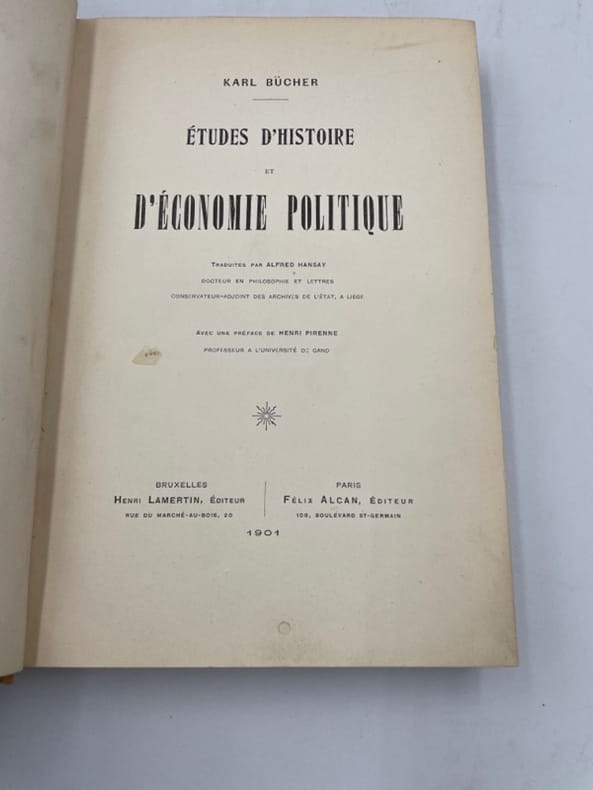 KARL BÜCHER
ÉTUDES D'HISTOIRE
ET
D'ÉCONOMIE POLITIQUE
TRADUITES PAR ALFRED HANSAY
DOCTEUR EN PHILOSOPHIE ET LETTRES
CONSERVATEUR-ADJOINT DES ARCHIVES DE L'ÉTAT, A LIÉGE
AVEC UNE PRÉFACE DE HENRI PIRENNE
PROFESSEUR A L'UNIVERSITÉ DE GAND
BRUXELLES
HENRI LAMERTIN, ÉDITEUR
RUE DU MARCHÉ-AU-BOIS, 20
PARIS
FÉLIX ALCAN, ÉDITEUR
108, BOULEVARD ST-GERMAIN
1901